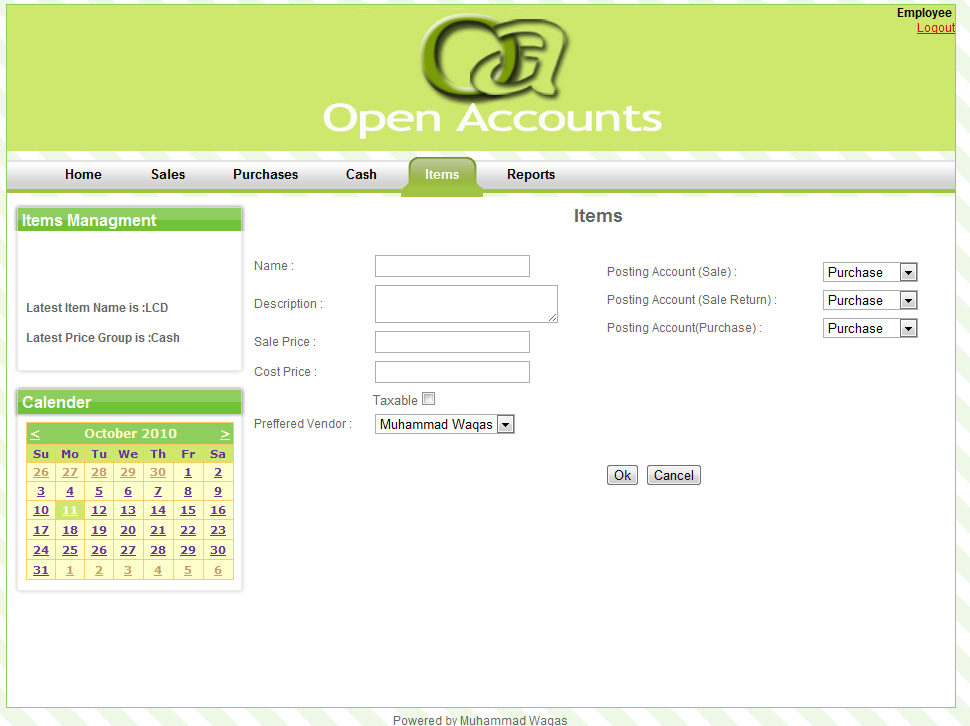 Employee
Logout
Oa
Open Accounts
Home Sales Purchases Cash Items Reports
Items Managment
Latest Item Name is :LCD
Latest Price Group is :Cash
Calender
< October 2010 >
Su Mo Tu We Th Fr Sa
26 27 28 29 30 1 2
3 4 5 6 7 8 9
10 11 12 13 14 15 16
17 18 19 20 21 22 23
24 25 26 27 28 29 30
31 1 2 3 4 5 6
Items
Name :
Description :
Sale Price :
Cost Price :
Taxable
Preffered Vendor : Muhammad Waqas
Posting Account (Sale) : Purchase
Posting Account (Sale Return) : Purchase
Posting Account(Purchase) : Purchase
Ok Cancel
Powered by Muhammad Waqas